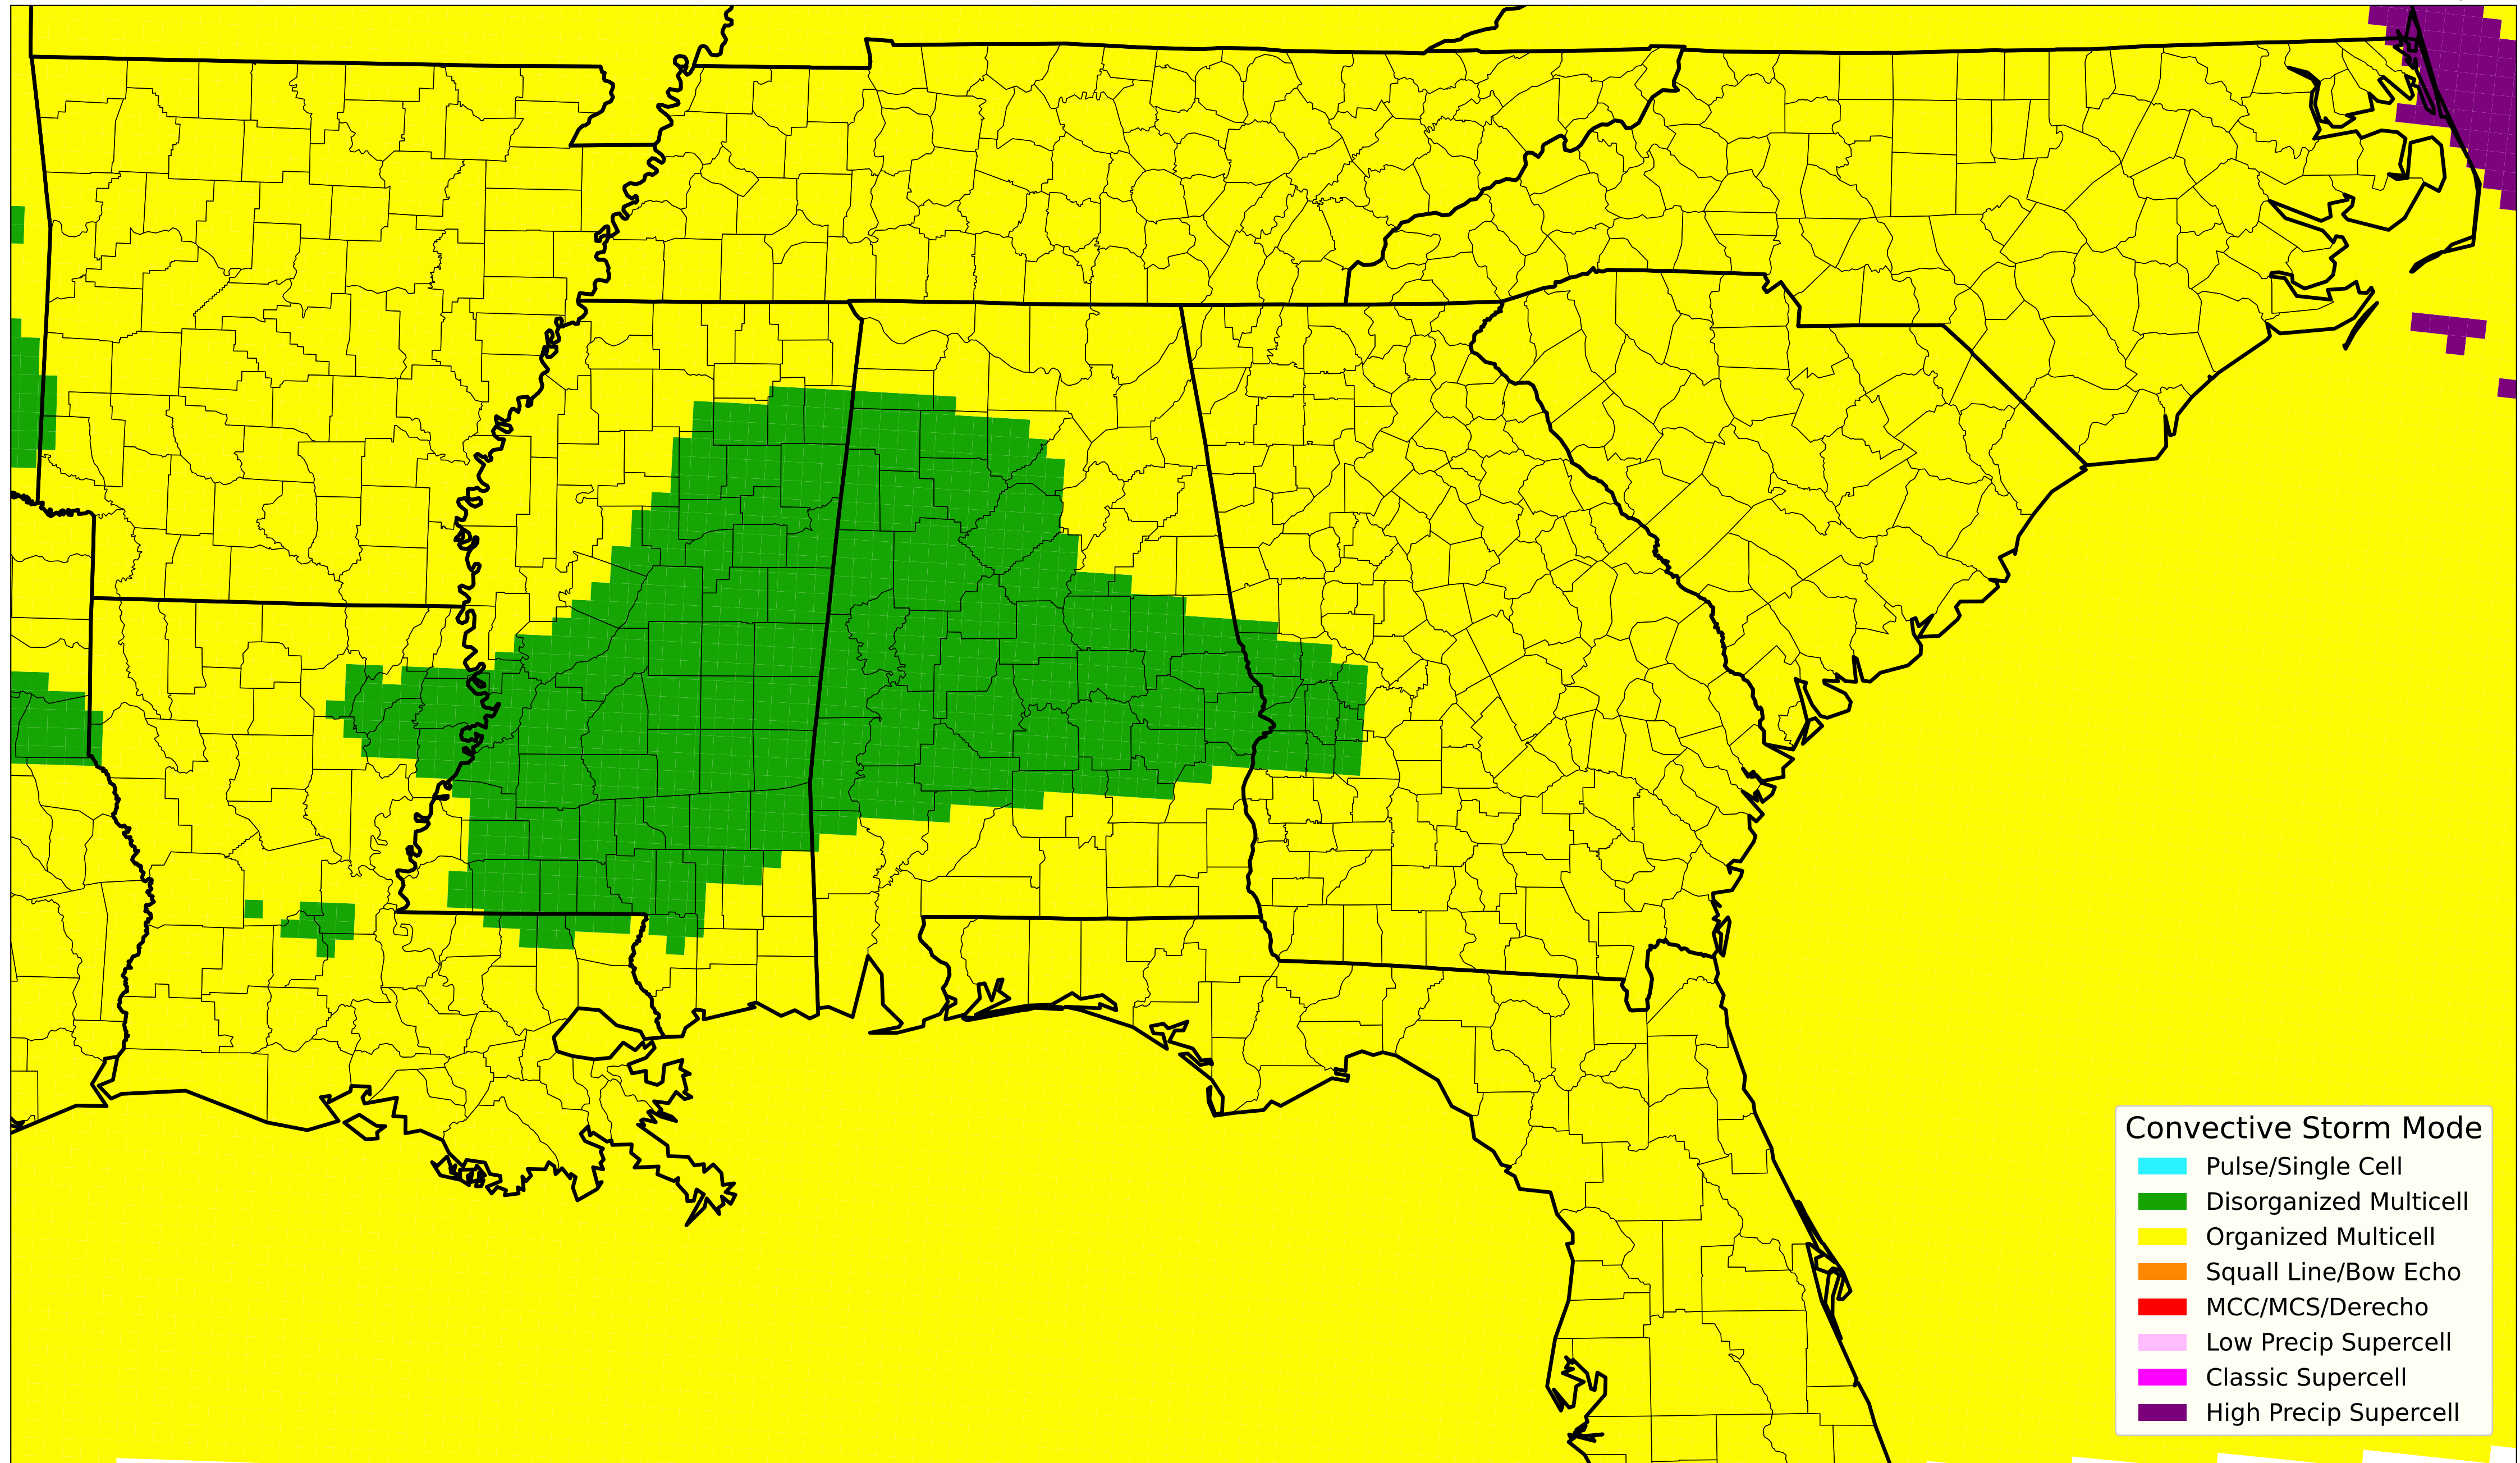 Convective Storm Mode
Pulse/Single Cell
Disorganized Multicell
Organized Multicell
Squall Line/Bow Echo
MCC/MCS/Derecho
Low Precip Supercell
Classic Supercell
High Precip Supercell